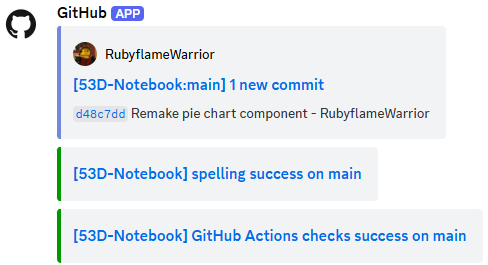 GitHub APP
RubyflameWarrior
[53D-Notebook:main] 1 new commit
d48c7dd Remake pie chart component - RubyflameWarrior
[53D-Notebook] spelling success on main
[53D-Notebook] GitHub Actions checks success on main